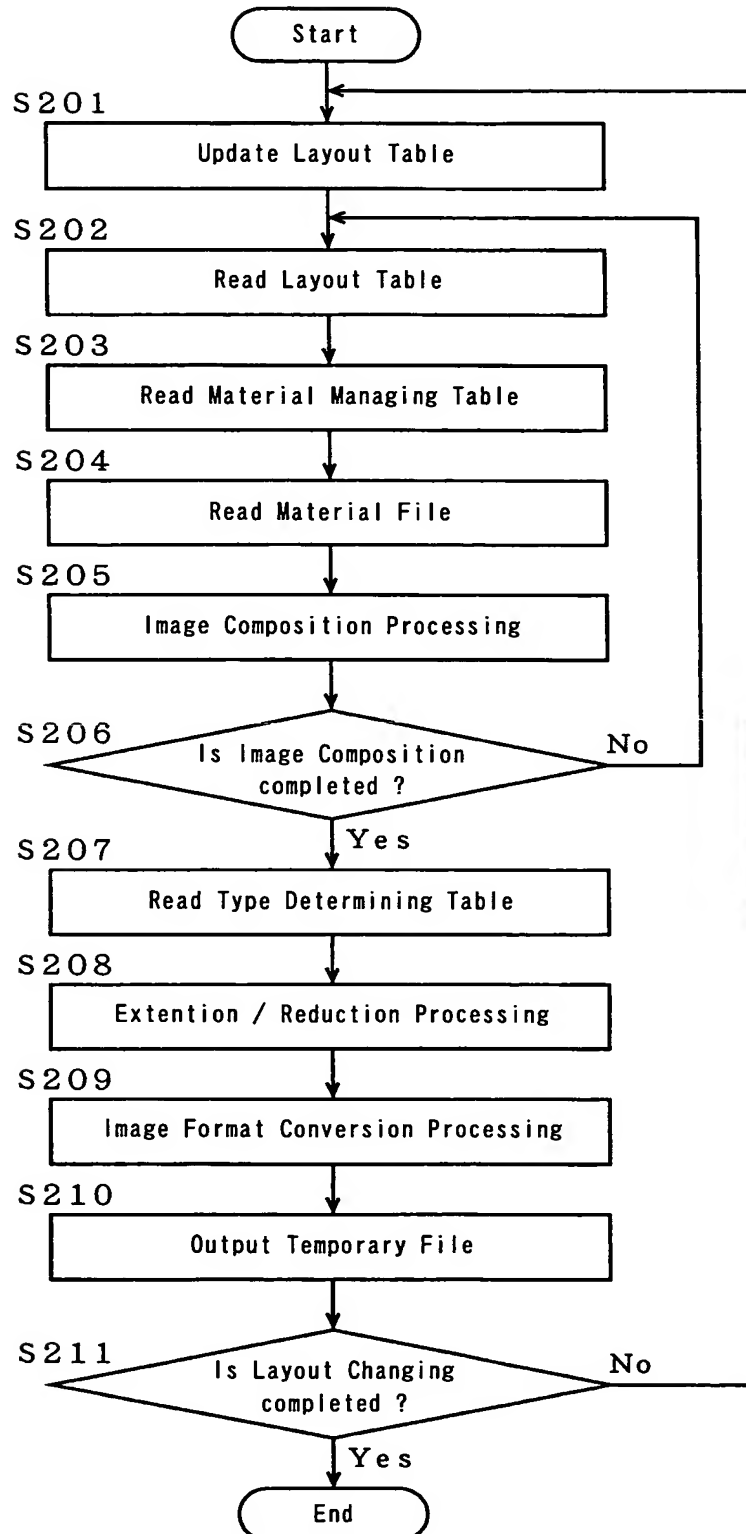 Start
S201
Update Layout Table
S202
Read Layout Table
S203
Read Material Managing Table
S204
Read Material File
S205
Image Composition Processing
S206
Is Image Composition
completed ?
No
Yes
S207
Read Type Determining Table
S208
Extention / Reduction Processing
S209
Image Format Conversion Processing
S210
Output Temporary File
S211
Is Layout Changing
completed ?
No
Yes
End